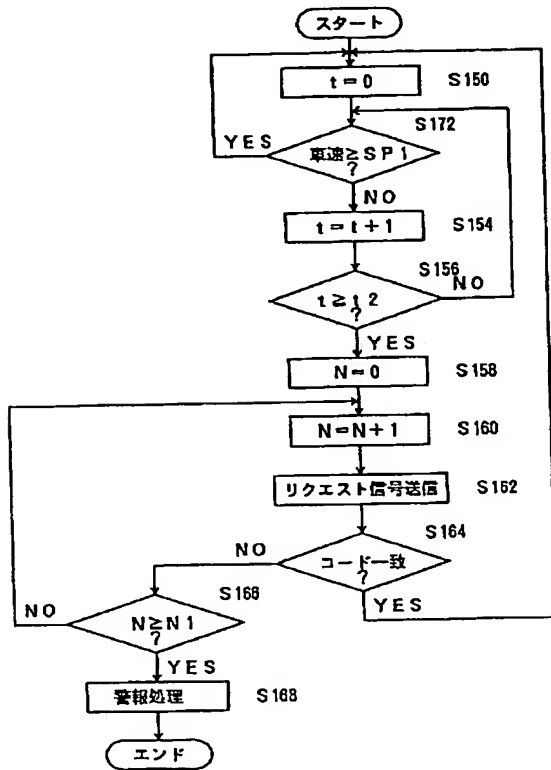 スタート
t=0
S150
S172
YES
車速≧SP1
?
NO
t=t+1
S154
S156
NO
t≧t2
?
YES
N=0
S158
N=N+1
S160
リクエスト信号送信
S162
S164
NO
コード一致
?
YES
S166
NO
N≧N1
?
YES
警報処理
S168
エンド